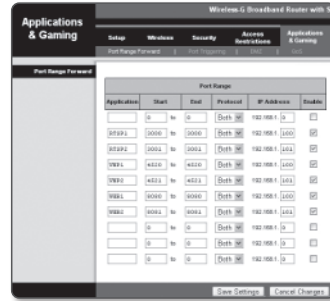 Wireless-G Broadband Router with S
Applications & Gaming
Setup Wireless Security Access Restrictions Applications & Gaming
Port Range Forward | Port Triggering | DMZ | QoS
Port Range Forward
Port Range
Application Start End Protocol IP Address Enable
0 to 0 Both 192.168.1. 0
RTSP1 3000 to 3000 Both 192.168.1. 100
RTSP2 3001 to 3001 Both 192.168.1. 101
4520 to 4520 Both 192.168.1. 100
4521 to 4521 Both 192.168.1. 101
WEB1 8080 to 8080 Both 192.168.1. 100
WEB2 8081 to 8081 Both 192.168.1. 101
0 to 0 Both 192.168.1. 0
0 to 0 Both 192.168.1. 0
0 to 0 Both 192.168.1. 0
Save Settings Cancel Changes